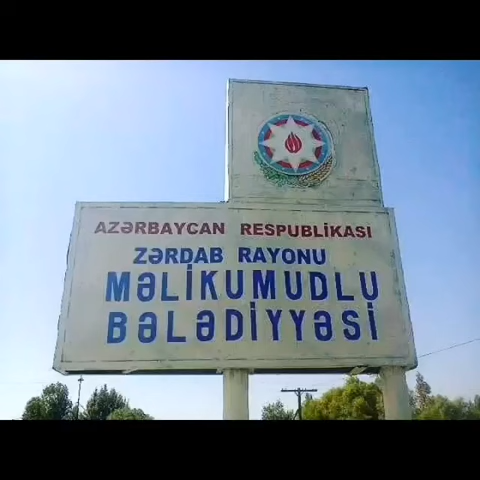 AZƏRBAYCAN RESPUBLİKASI
ZƏRDAB RAYONU
MƏLİKUMUDLU
BƏLƏDİYYƏSİ